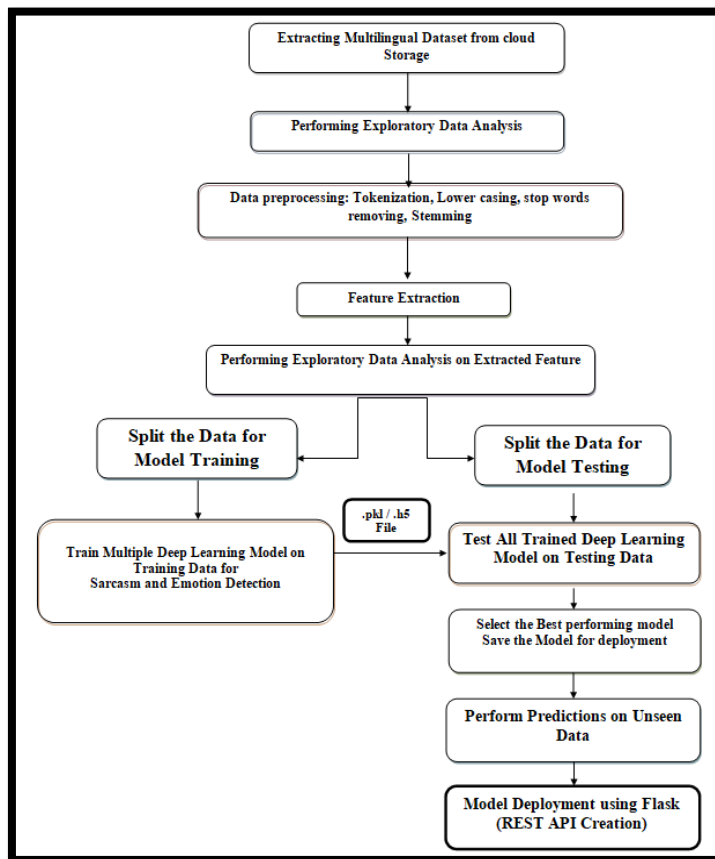 Extracting Multilingual Dataset from cloud
Storage
Performing Exploratory Data Analysis
Data preprocessing: Tokenization, Lower casing, stop words
removing, Stemming
Feature Extraction
Performing Exploratory Data Analysis on Extracted Feature
Split the Data for
Model Training
Split the Data for
Model Testing
.pkl / .h5
File
Train Multiple Deep Learning Model on
Training Data for
Sarcasm and Emotion Detection
Test All Trained Deep Learning
Model on Testing Data
Select the Best performing model
Save the Model for deployment
Perform Predictions on Unseen
Data
Model Deployment using Flask
(REST API Creation)